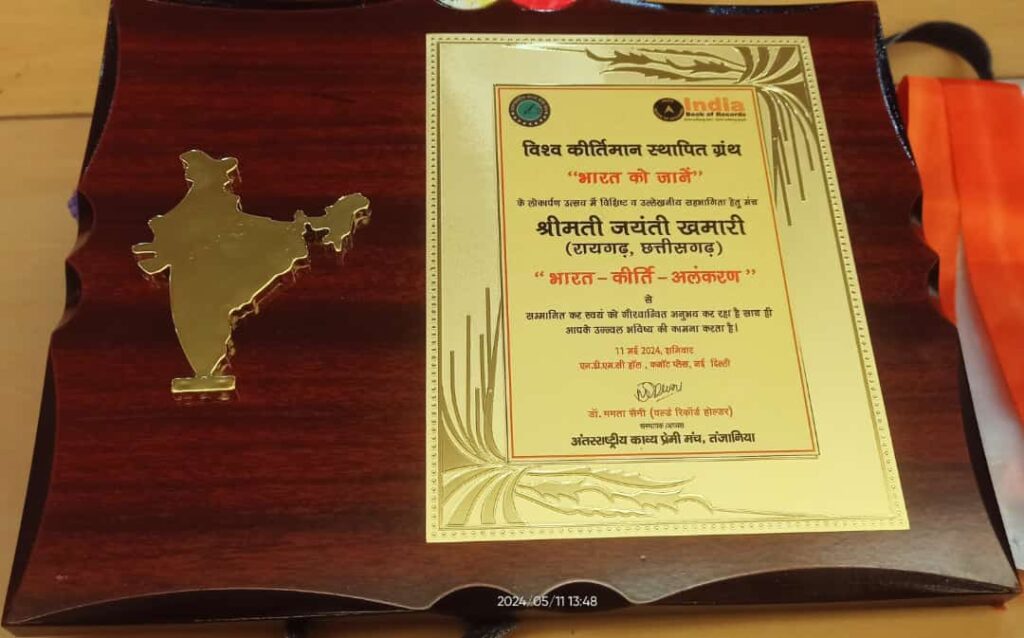 India
Book of Records
विश्व कीर्तिमान स्थापित ग्रंथ
“भारत को जानें”
के लोकार्पण उत्सव में विशिष्ट व उल्लेखनीय सहभागिता हेतु मंच
श्रीमती जयंती खमारी
(रायगढ़, छत्तीसगढ़)
“भारत - कीर्ति - अलंकरण”
से
सम्मानित कर स्वयं को गौरवान्वित अनुभव कर रहा है साथ ही
आपके उज्ज्वल भविष्य की कामना करता है।
11 मई 2024, शनिवार
एन.डी.एम.सी हॉल , कनॉट प्लेस, नई दिल्ली
डॉ. ममता सैनी (वर्ल्ड रिकॉर्ड होल्डर)
अंतरराष्ट्रीय काव्य प्रेमी मंच, तंजानिया
2024/05/11 13:48